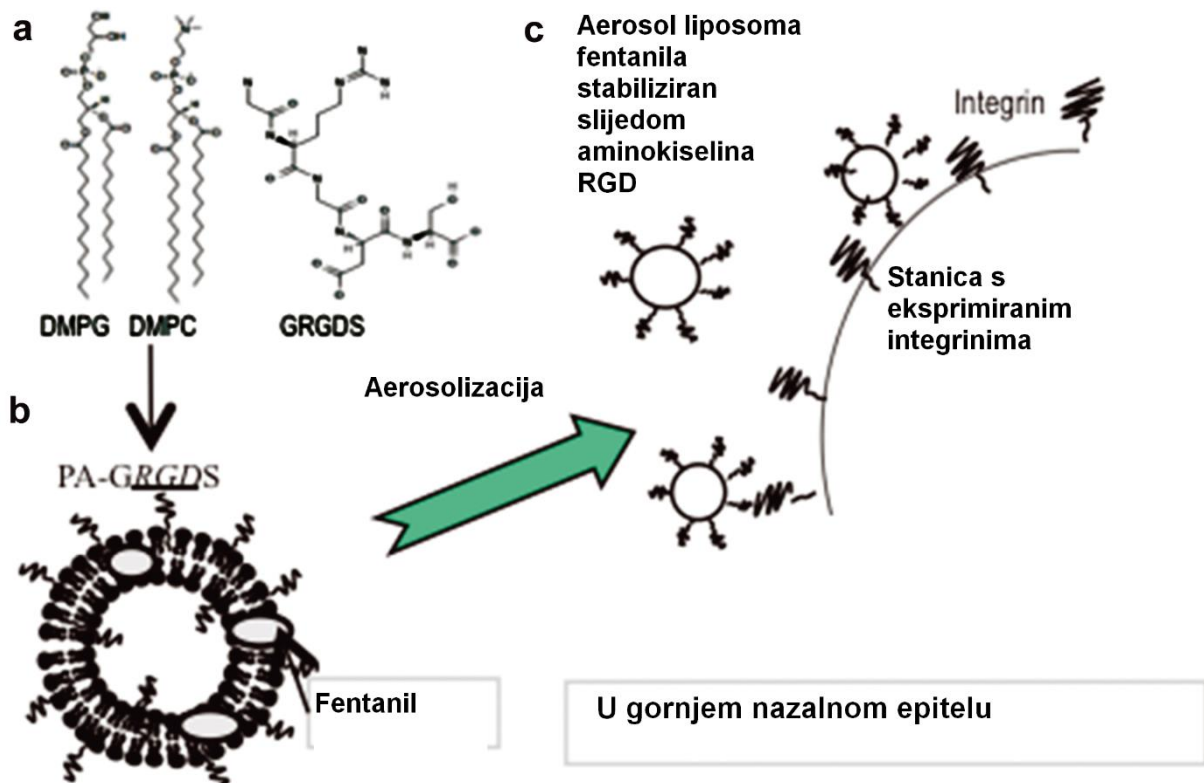 a
DMPG DMPC GRGDS
b
PA-GRGDS
Fentanil
Aerosolizacija
c
Aerosol liposoma
fentanila
stabiliziran
slijedom
aminokiselina
RGD
Integrin
Stanica s
eksprimiranim
integrinima
U gornjem nazalnom epitelu